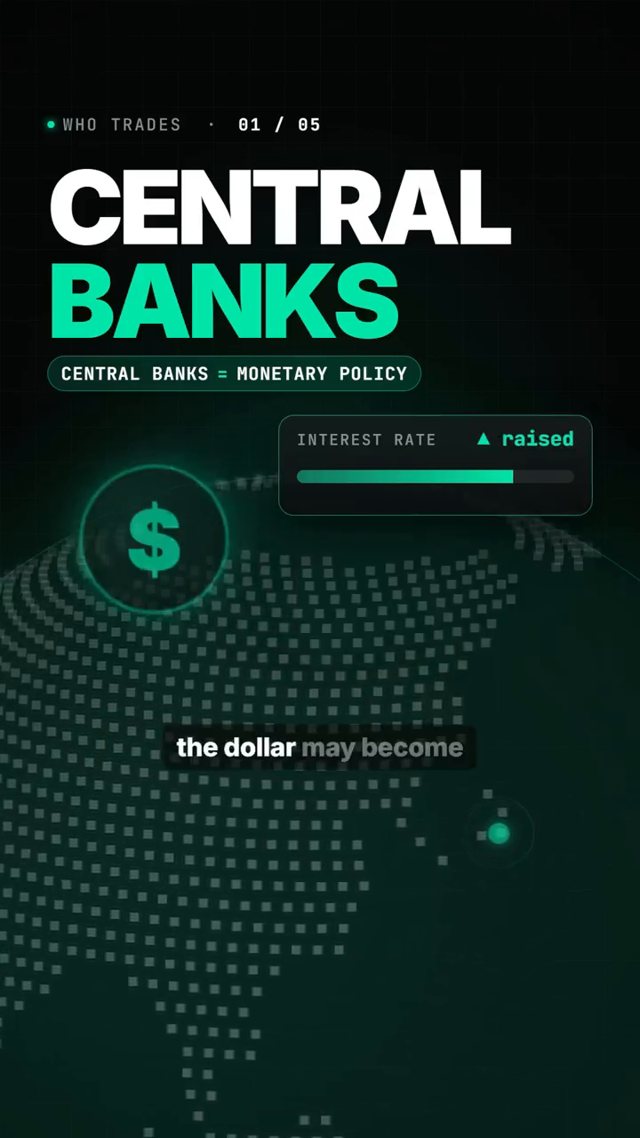 WHO TRADES · 01 / 05
CENTRAL
BANKS
CENTRAL BANKS = MONETARY POLICY
INTEREST RATE ▲ raised
$
the dollar may become